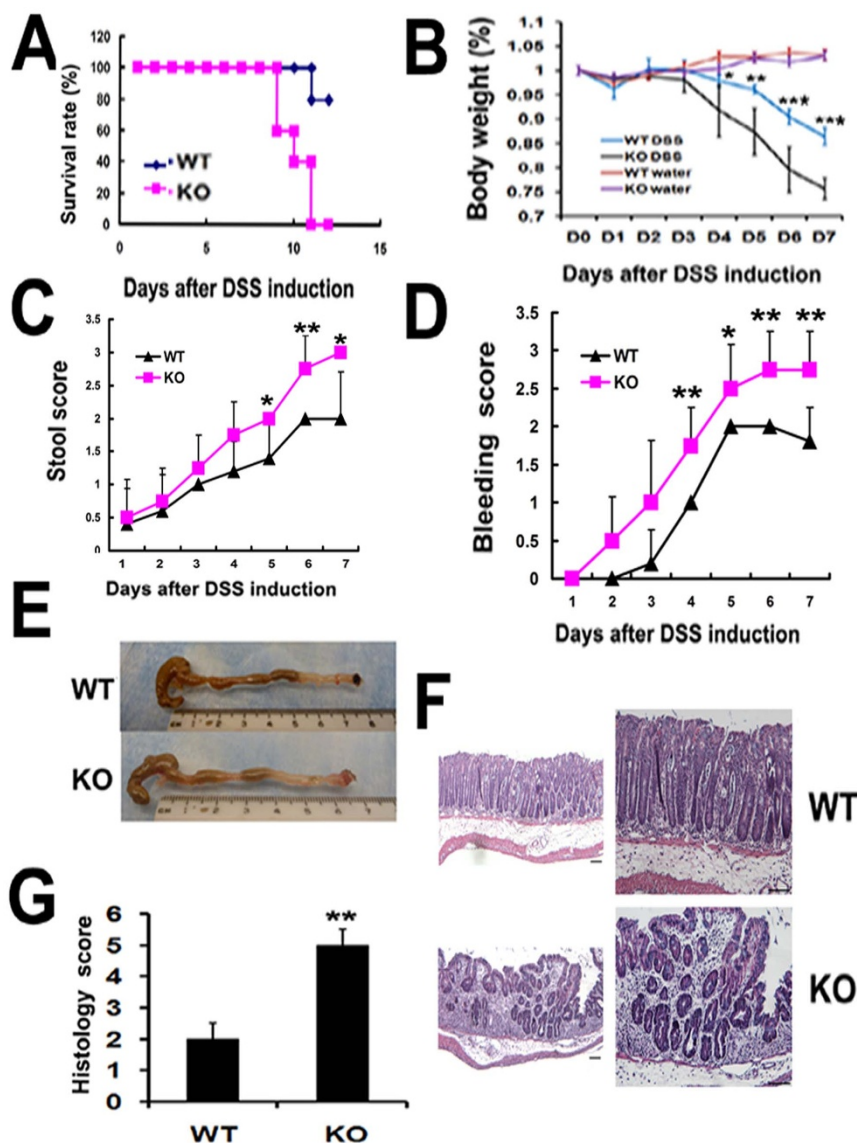 A
Survival rate (%)
120
100
80
60
40
20
0
WT
KO
0
5
10
15
Days after DSS induction
B
Body weight (%)
1.1
1.05
1
0.95
0.9
0.85
0.8
0.75
0.7
* ** *** ***
WT DSS
KO DSS
WT water
KO water
D0 D1 D2 D3 D4 D5 D6 D7
Days after DSS induction
C
Stool score
3.5
3
2.5
2
1.5
1
0.5
0
WT
KO
* ** *
1 2 3 4 5 6 7
Days after DSS induction
D
Bleeding score
3.5
3
2.5
2
1.5
1
0.5
0
WT
KO
** * ** **
1 2 3 4 5 6 7
Days after DSS induction
E
WT
KO
F
WT
KO
G
Histology score
6
5
4
3
2
1
0
**
WT KO